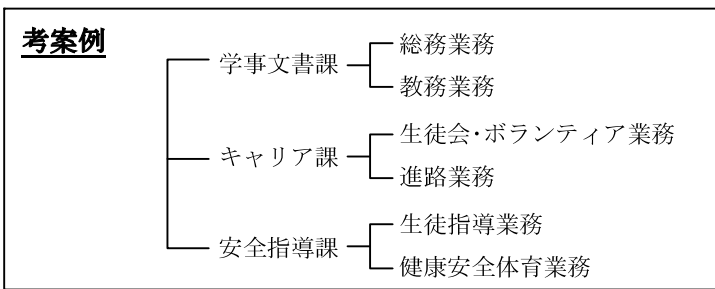 考案例
学事文書課
総務業務
教務業務
キャリア課
生徒会・ボランティア業務
進路業務
安全指導課
生徒指導業務
健康安全体育業務